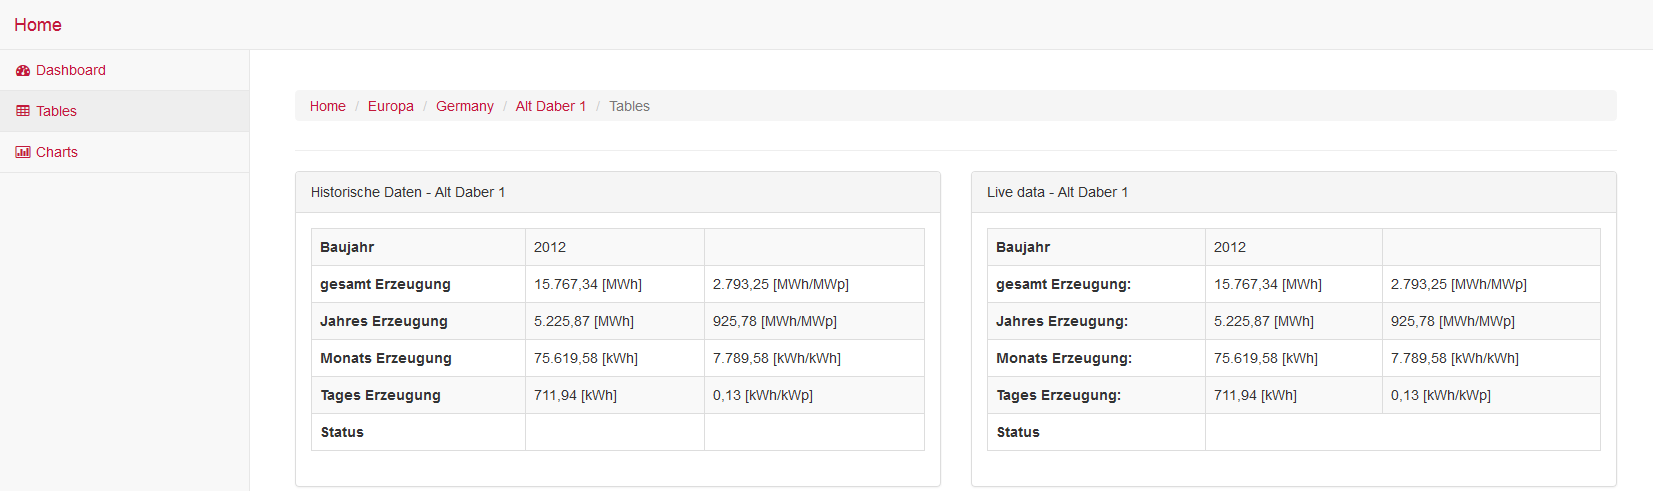 Home
Dashboard
Tables
Charts
Home / Europa / Germany / Alt Daber 1 / Tables
Historische Daten - Alt Daber 1
Baujahr 2012
gesamt Erzeugung 15.767,34 [MWh] 2.793,25 [MWh/MWp]
Jahres Erzeugung 5.225,87 [MWh] 925,78 [MWh/MWp]
Monats Erzeugung 75.619,58 [kWh] 7.789,58 [kWh/kWh]
Tages Erzeugung 711,94 [kWh] 0,13 [kWh/kWp]
Status
Live data - Alt Daber 1
Baujahr 2012
gesamt Erzeugung: 15.767,34 [MWh] 2.793,25 [MWh/MWp]
Jahres Erzeugung: 5.225,87 [MWh] 925,78 [MWh/MWp]
Monats Erzeugung: 75.619,58 [kWh] 7.789,58 [kWh/kWh]
Tages Erzeugung: 711,94 [kWh] 0,13 [kWh/kWp]
Status